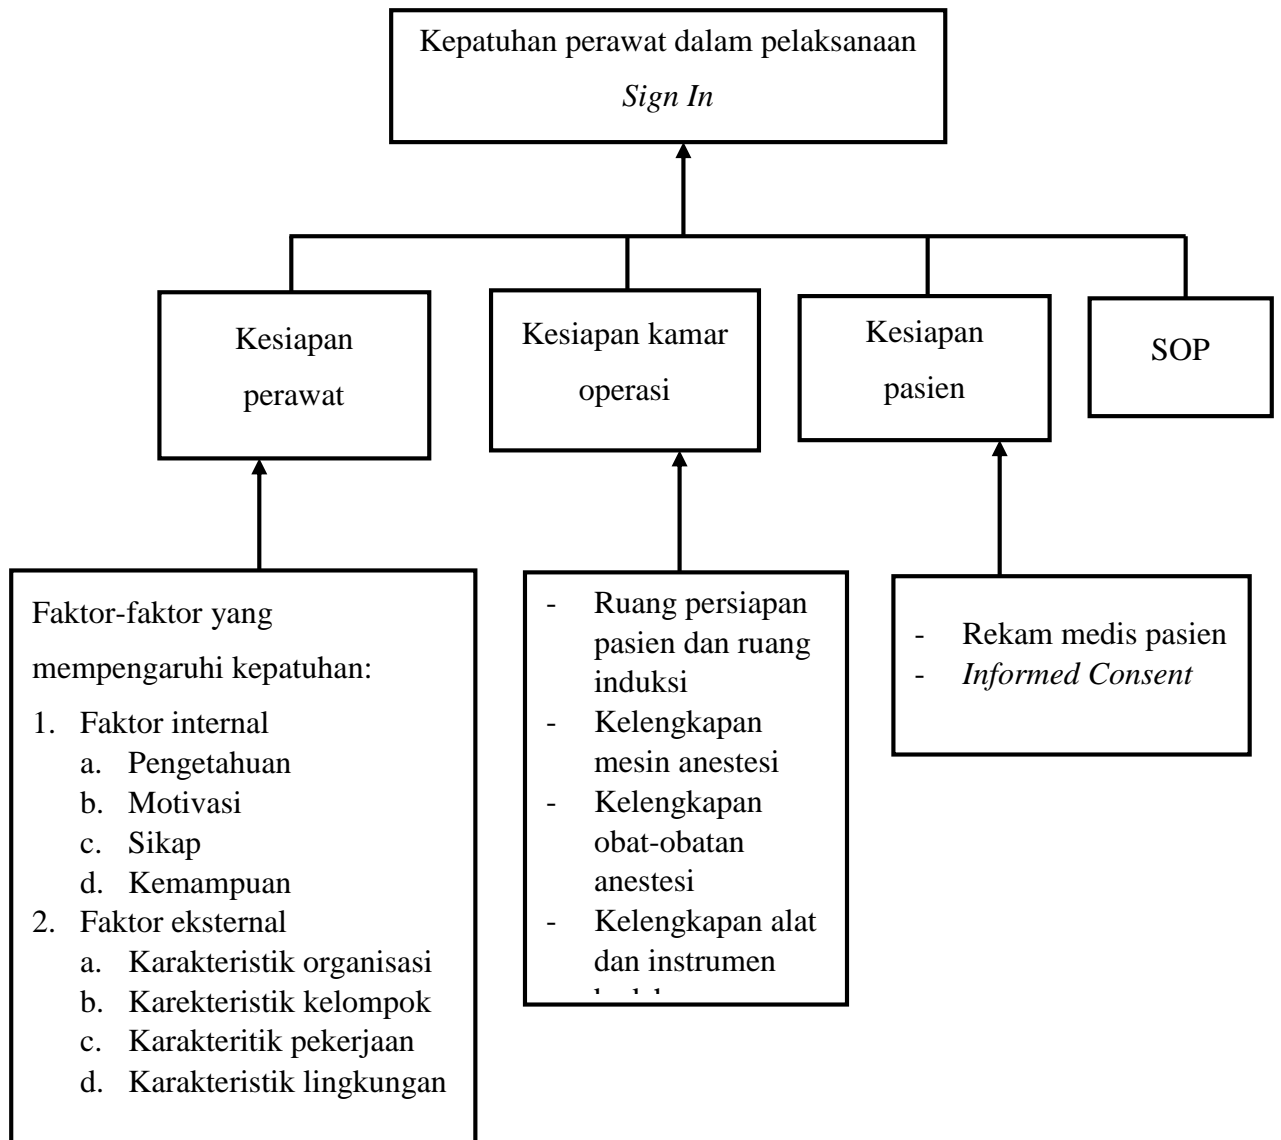 Kepatuhan perawat dalam pelaksanaan
Sign In
Kesiapan
perawat
Kesiapan kamar
operasi
Kesiapan
pasien
SOP
Faktor-faktor yang
mempengaruhi kepatuhan:
1. Faktor internal
a. Pengetahuan
b. Motivasi
c. Sikap
d. Kemampuan
2. Faktor eksternal
a. Karakteristik organisasi
b. Karekteristik kelompok
c. Karakteritik pekerjaan
d. Karakteristik lingkungan
- Ruang persiapan
pasien dan ruang
induksi
- Kelengkapan
mesin anestesi
- Kelengkapan
obat-obatan
anestesi
- Kelengkapan alat
dan instrumen
- Rekam medis pasien
- Informed Consent